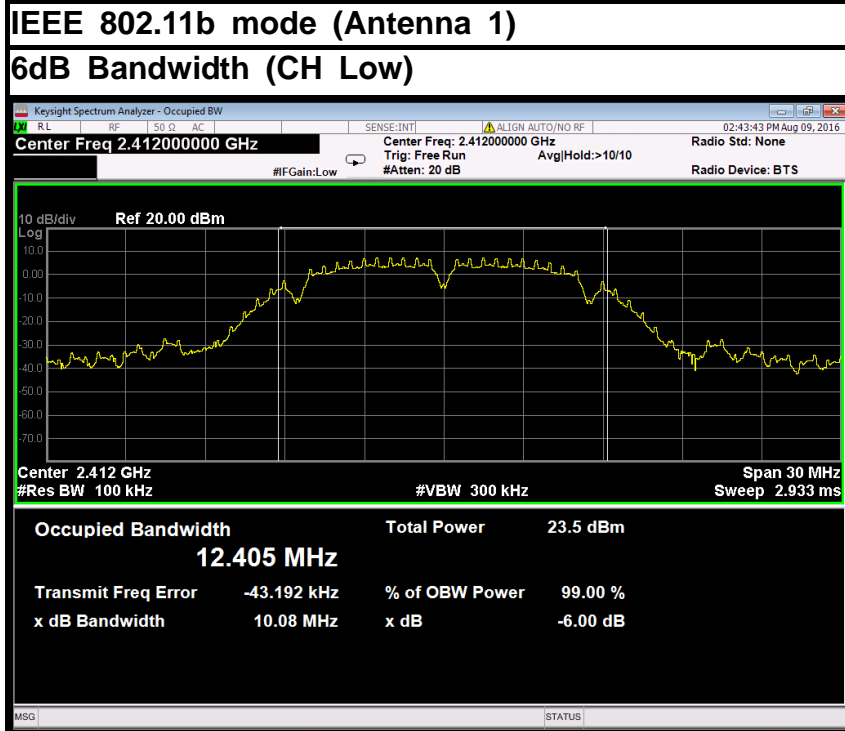 IEEE 802.11b mode (Antenna 1)
6dB Bandwidth (CH Low)
Keysight Spectrum Analyzer - Occupied BW
LXI RL RF 50 Ω AC SENSE:INT ALIGN AUTO/NO RF 02:43:43 PM Aug 09, 2016
Center Freq 2.412000000 GHz Center Freq: 2.412000000 GHz Radio Std: None
Trig: Free Run Avg|Hold:>10/10
#IFGain:Low #Atten: 20 dB Radio Device: BTS
10 dB/div Ref 20.00 dBm
Log
10.0
0.00
-10.0
-20.0
-30.0
-40.0
-50.0
-60.0
-70.0
Center 2.412 GHz Span 30 MHz
#Res BW 100 kHz #VBW 300 kHz Sweep 2.933 ms
Occupied Bandwidth Total Power 23.5 dBm
12.405 MHz
Transmit Freq Error -43.192 kHz % of OBW Power 99.00 %
x dB Bandwidth 10.08 MHz x dB -6.00 dB
MSG STATUS